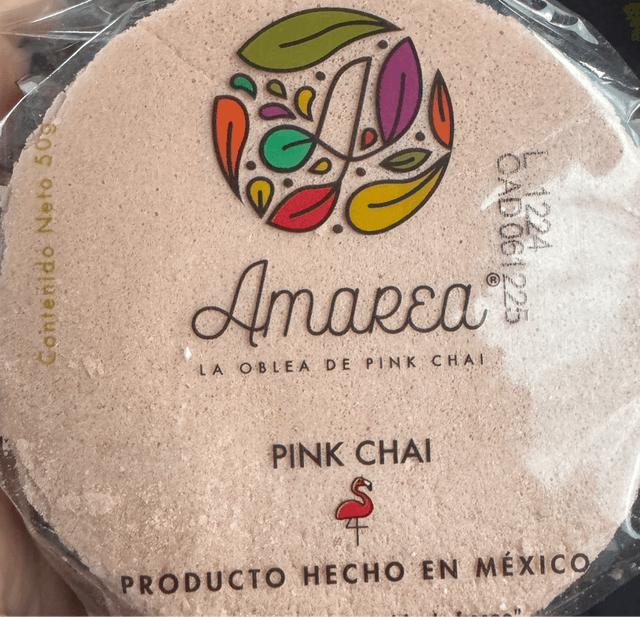 Contenido Neto 50g
L 1224
CAD061225
Amarea®
LA OBLEA DE PINK CHAI
PINK CHAI
PRODUCTO HECHO EN MÉXICO